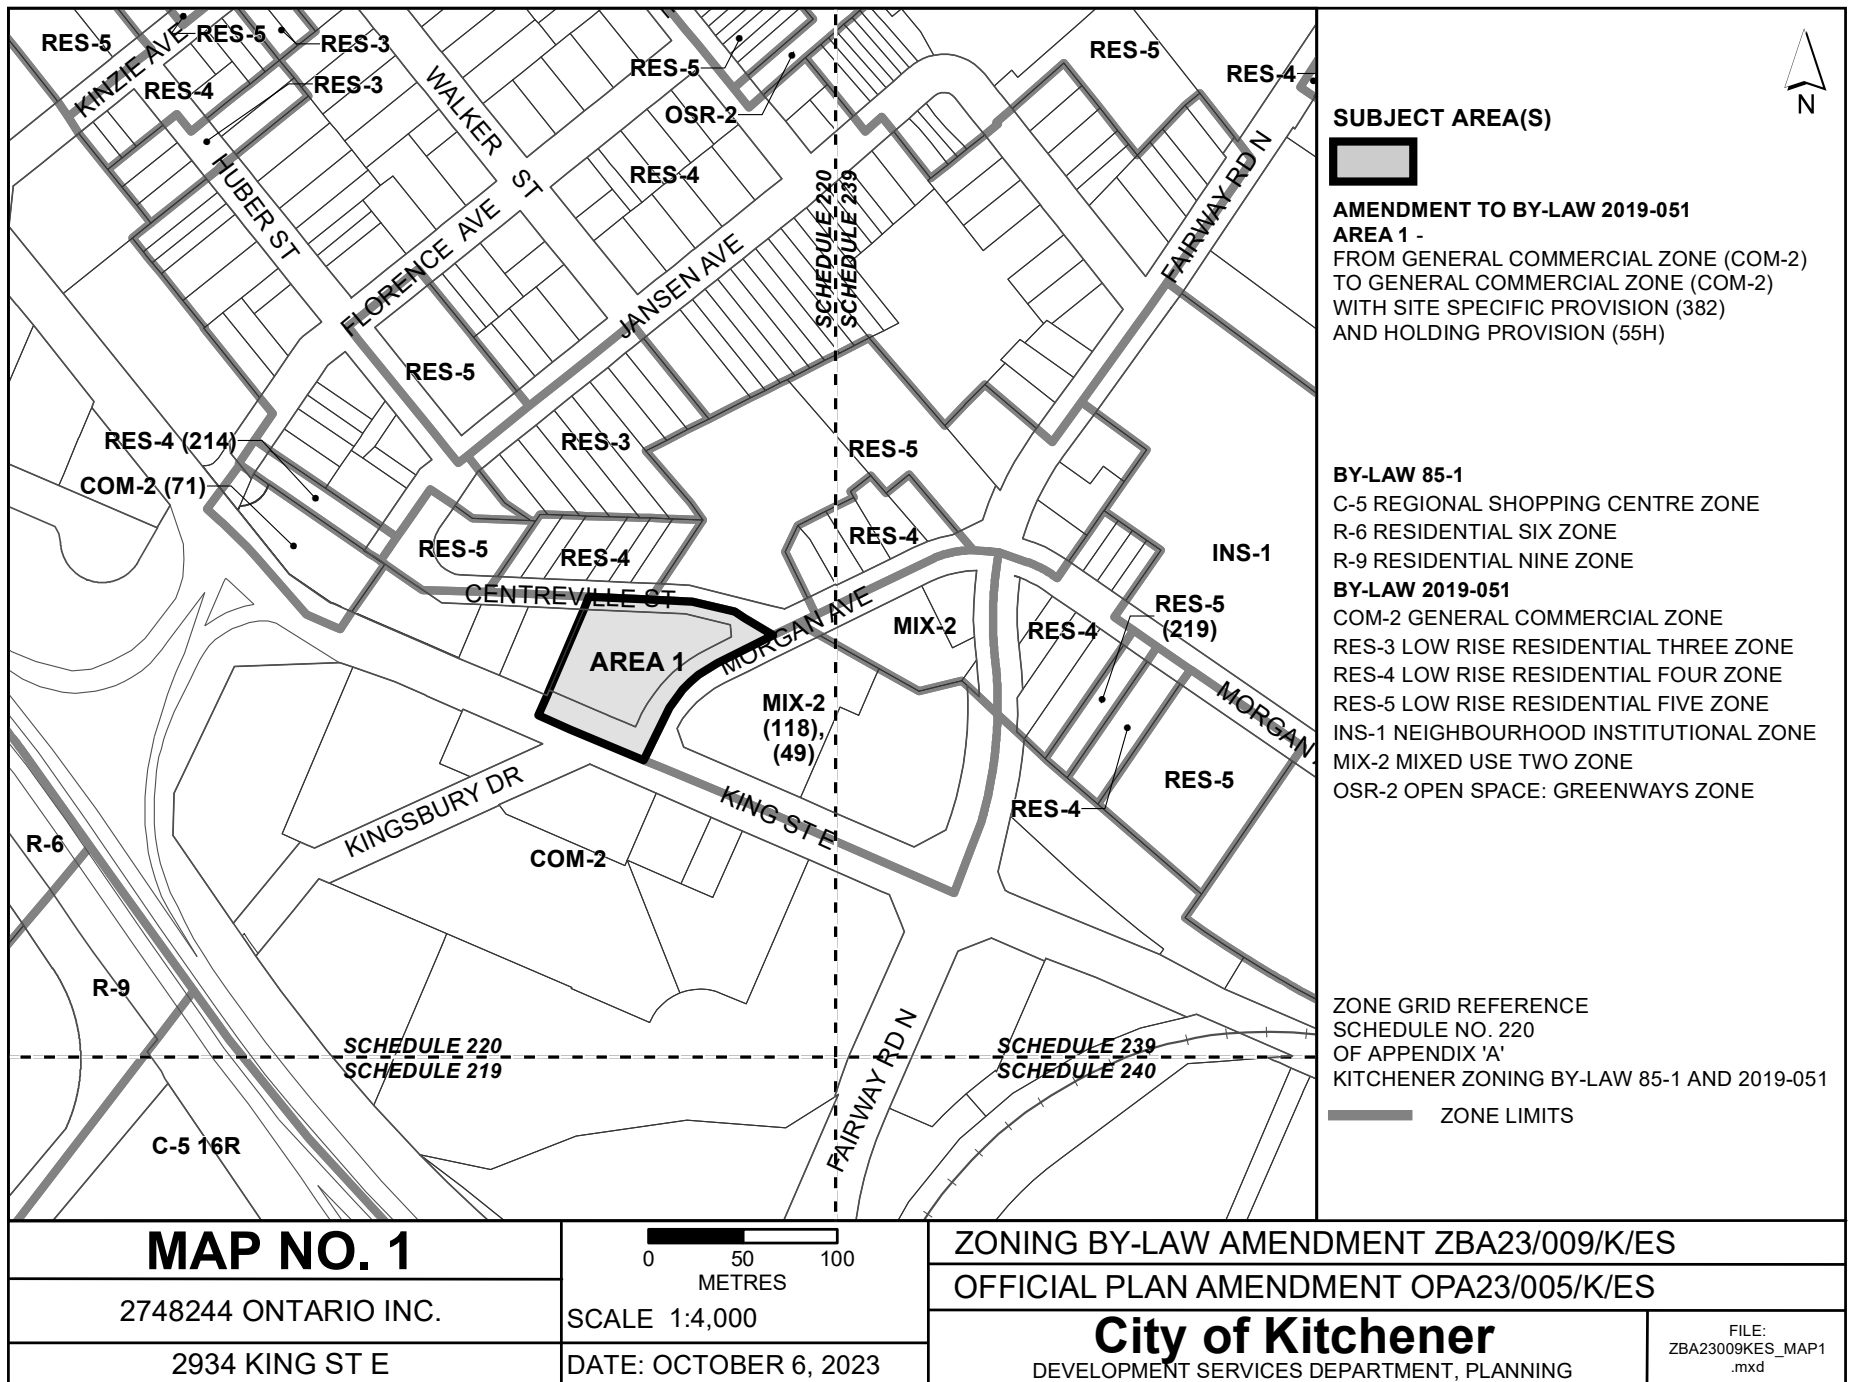 RES-5
KINZIE AVE
RES-5
RES-3
RES-4
RES-3
WALKER ST
RES-5
OSR-2
RES-5
RES-4
HUBER ST
RES-4
FLORENCE AVE
JANSEN AVE
SCHEDULE 220
SCHEDULE 239
FAIRWAY RD N
RES-5
RES-4 (214)
COM-2 (71)
RES-3
RES-5
RES-5
RES-4
RES-4
INS-1
CENTREVILLE ST
MORGAN AVE
AREA 1
MIX-2
RES-4
RES-5
(219)
MIX-2
(118),
(49)
MORGAN
RES-5
RES-4
KINGSBURY DR
KING ST E
COM-2
R-6
R-9
C-5 16R
SCHEDULE 220
SCHEDULE 219
SCHEDULE 239
SCHEDULE 240
FAIRWAY RD N
N
SUBJECT AREA(S)
AMENDMENT TO BY-LAW 2019-051
AREA 1 -
FROM GENERAL COMMERCIAL ZONE (COM-2)
TO GENERAL COMMERCIAL ZONE (COM-2)
WITH SITE SPECIFIC PROVISION (382)
AND HOLDING PROVISION (55H)
BY-LAW 85-1
C-5 REGIONAL SHOPPING CENTRE ZONE
R-6 RESIDENTIAL SIX ZONE
R-9 RESIDENTIAL NINE ZONE
BY-LAW 2019-051
COM-2 GENERAL COMMERCIAL ZONE
RES-3 LOW RISE RESIDENTIAL THREE ZONE
RES-4 LOW RISE RESIDENTIAL FOUR ZONE
RES-5 LOW RISE RESIDENTIAL FIVE ZONE
INS-1 NEIGHBOURHOOD INSTITUTIONAL ZONE
MIX-2 MIXED USE TWO ZONE
OSR-2 OPEN SPACE: GREENWAYS ZONE
ZONE GRID REFERENCE
SCHEDULE NO. 220
OF APPENDIX 'A'
KITCHENER ZONING BY-LAW 85-1 AND 2019-051
ZONE LIMITS
MAP NO. 1
2748244 ONTARIO INC.
2934 KING ST E
0 50 100
METRES
SCALE 1:4,000
DATE: OCTOBER 6, 2023
ZONING BY-LAW AMENDMENT ZBA23/009/K/ES
OFFICIAL PLAN AMENDMENT OPA23/005/K/ES
City of Kitchener
DEVELOPMENT SERVICES DEPARTMENT, PLANNING
FILE:
ZBA23009KES_MAP1
.mxd